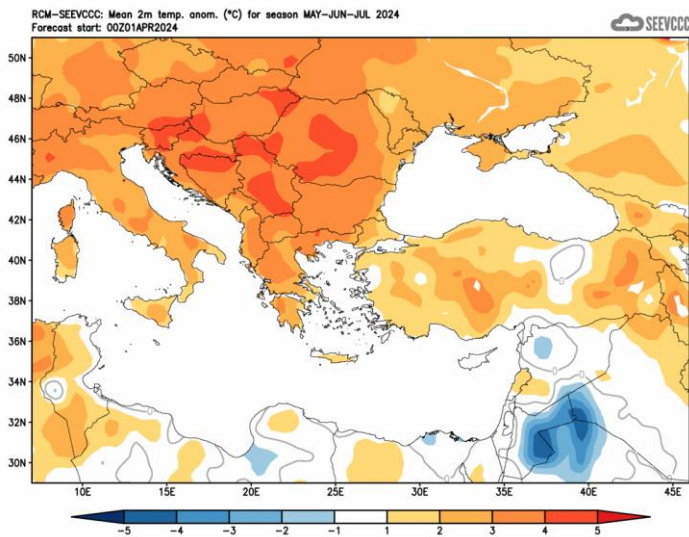 RCM-SEEVCCC: Mean 2m temp. anom. (°C) for season MAY-JUN-JUL 2024
Forecast start: 00Z01APR2024
SEEVCCC
50N
48N
46N
44N
42N
40N
38N
36N
34N
32N
30N
10E 15E 20E 25E 30E 35E 40E 45E
-5 -4 -3 -2 -1 1 2 3 4 5